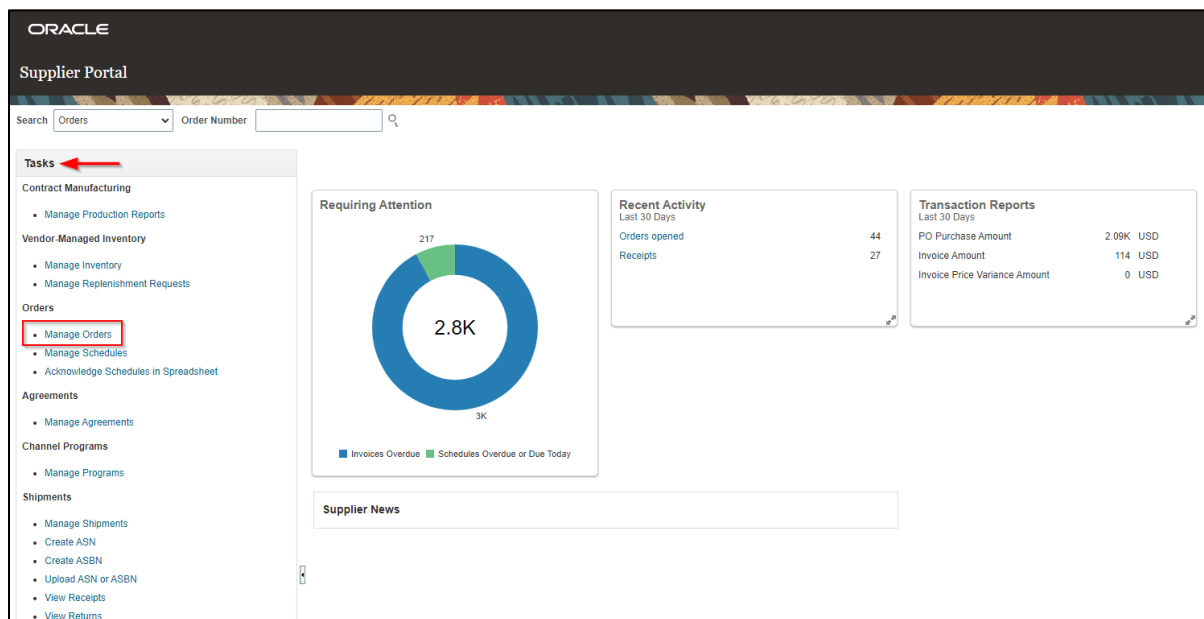 ORACLE
Supplier Portal
Search Orders Order Number
Tasks
Contract Manufacturing
Manage Production Reports
Vendor-Managed Inventory
Manage Inventory
Manage Replenishment Requests
Orders
Manage Orders
Manage Schedules
Acknowledge Schedules in Spreadsheet
Agreements
Manage Agreements
Channel Programs
Manage Programs
Shipments
Manage Shipments
Create ASN
Create ASBN
Upload ASN or ASBN
View Receipts
View Returns
Requiring Attention
217
2.8K
3K
Invoices Overdue Schedules Overdue or Due Today
Recent Activity
Last 30 Days
Orders opened 44
Receipts 27
Transaction Reports
Last 30 Days
PO Purchase Amount 2.09K USD
Invoice Amount 114 USD
Invoice Price Variance Amount 0 USD
Supplier News